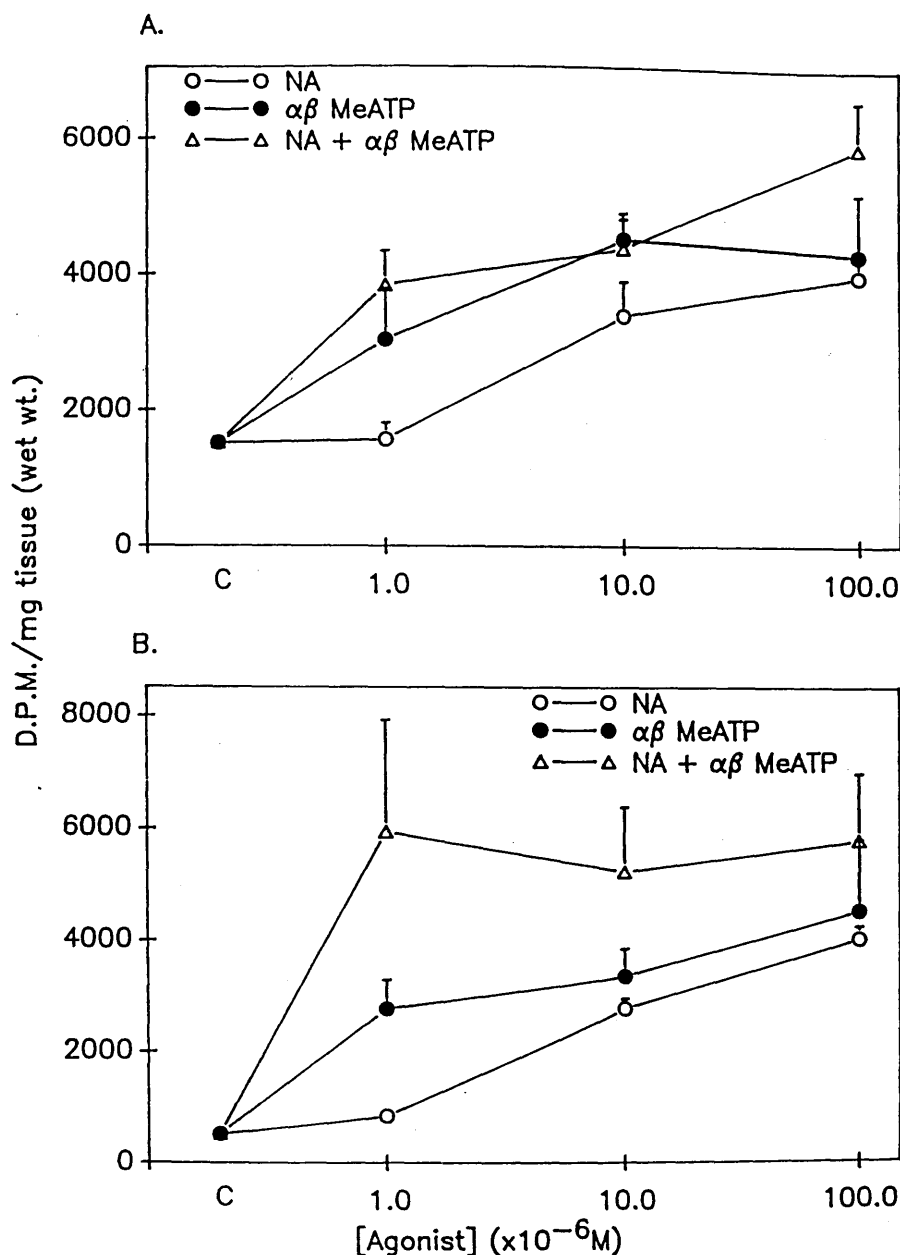 A.
NA
αβ MeATP
NA + αβ MeATP
6000
4000
2000
0
C 1.0 10.0 100.0
D.P.M./mg tissue (wet wt.)
B.
NA
αβ MeATP
NA + αβ MeATP
8000
6000
4000
2000
0
C 1.0 10.0 100.0
[Agonist] (x10⁻⁶M)